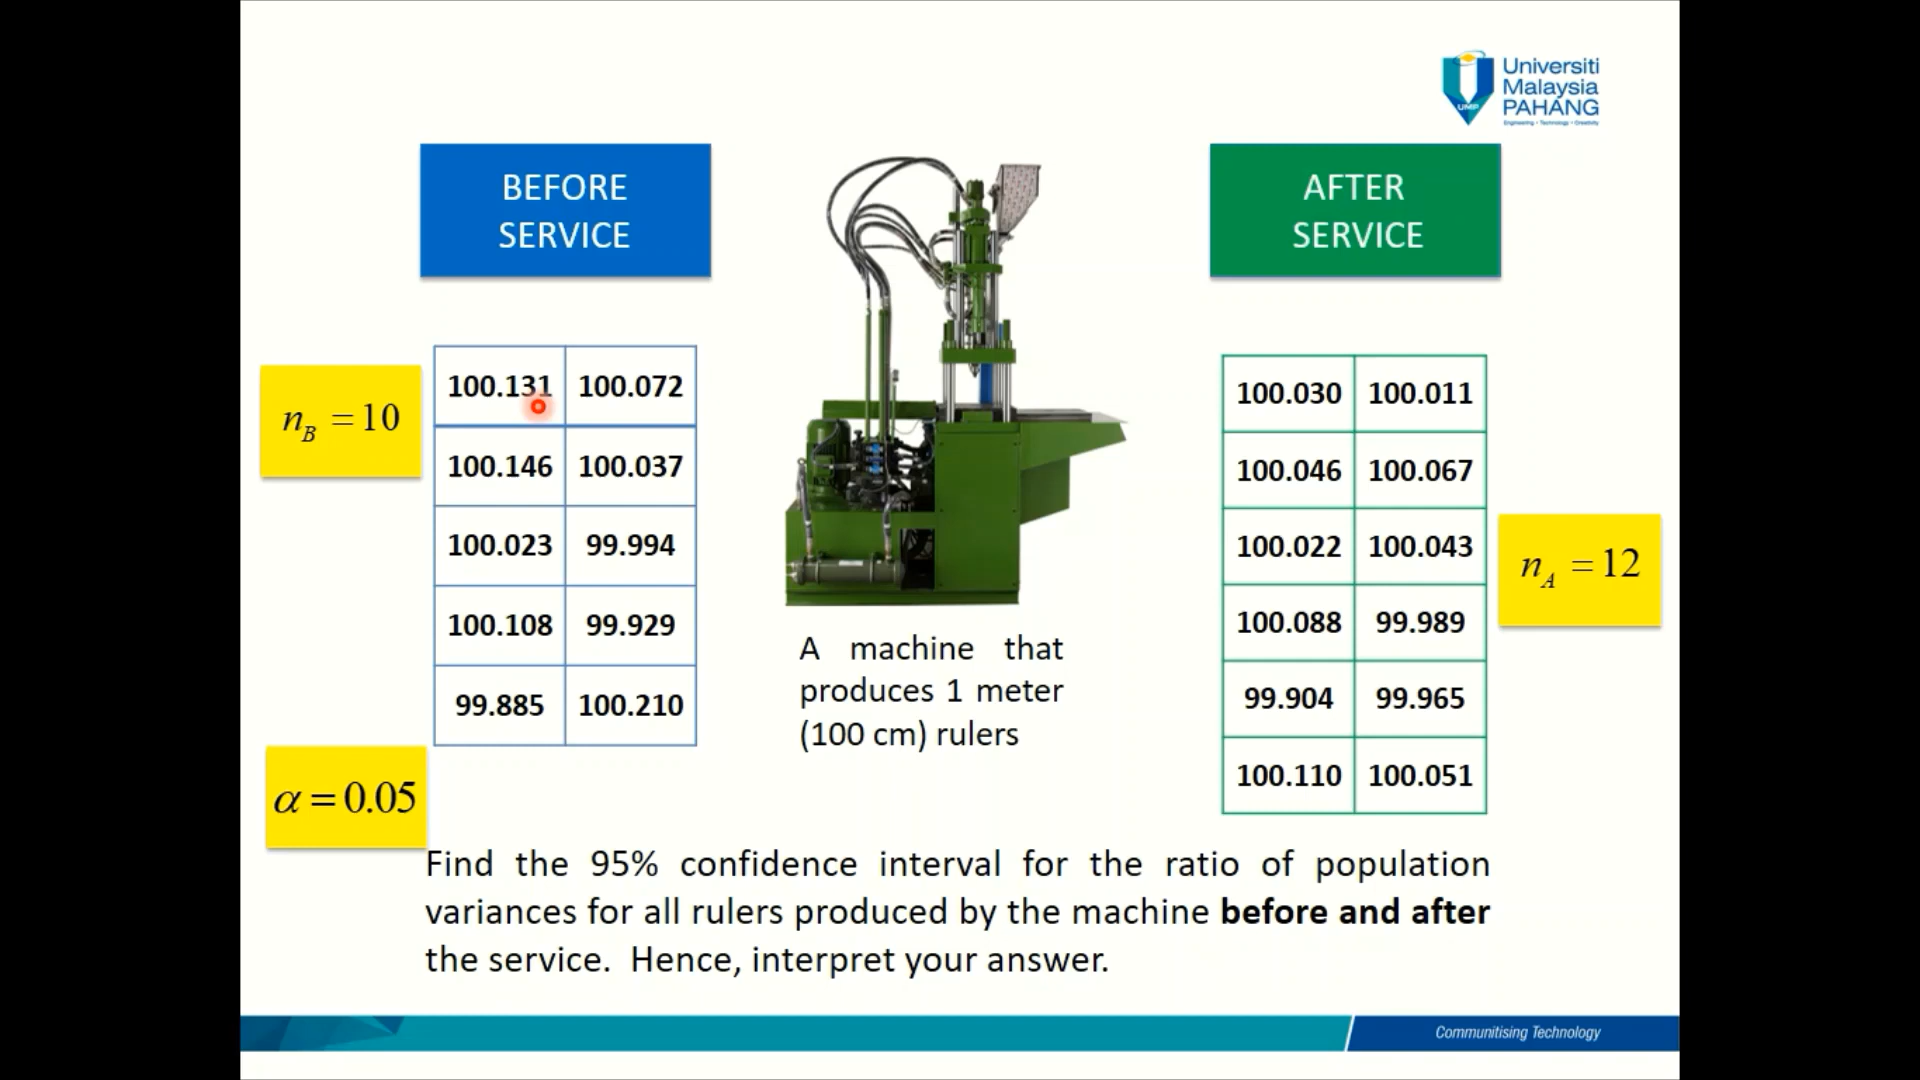 Universiti
Malaysia
PAHANG
Engineering • Technology • Creativity
UMP
BEFORE
SERVICE
AFTER
SERVICE
n_B = 10
100.131 100.072
100.146 100.037
100.023 99.994
100.108 99.929
99.885 100.210
α = 0.05
A machine that
produces 1 meter
(100 cm) rulers
100.030 100.011
100.046 100.067
100.022 100.043
100.088 99.989
99.904 99.965
100.110 100.051
n_A = 12
Find the 95% confidence interval for the ratio of population
variances for all rulers produced by the machine before and after
the service. Hence, interpret your answer.
Communitising Technology